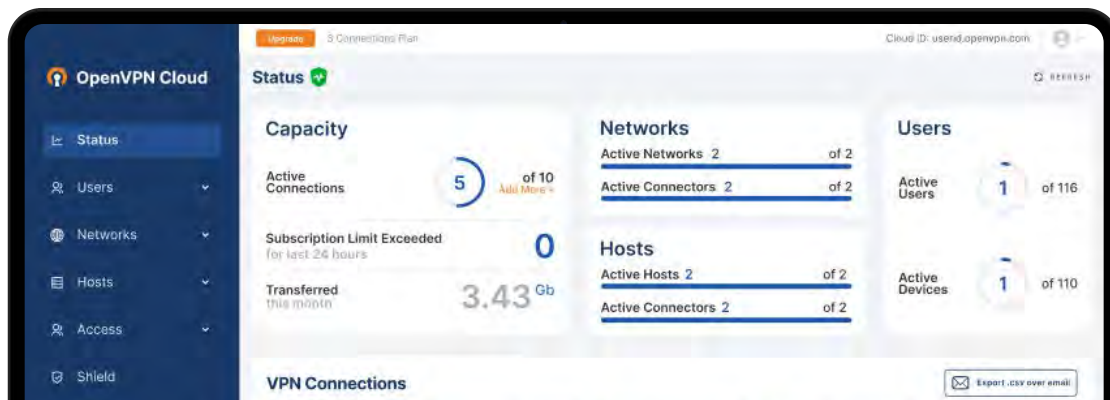 Upgrade
3 Connections Plan
Cloud ID: userid.openvpn.com
OpenVPN Cloud
Status
REFRESH
Status
Users
Networks
Hosts
Access
Shield
Capacity
Active Connections
5
of 10
Add More
Subscription Limit Exceeded
for last 24 hours
0
Transferred
this month
3.43 Gb
Networks
Active Networks 2 of 2
Active Connectors 2 of 2
Hosts
Active Hosts 2 of 2
Active Connectors 2 of 2
Users
Active Users
1
of 116
Active Devices
1
of 110
VPN Connections
Export .csv over email